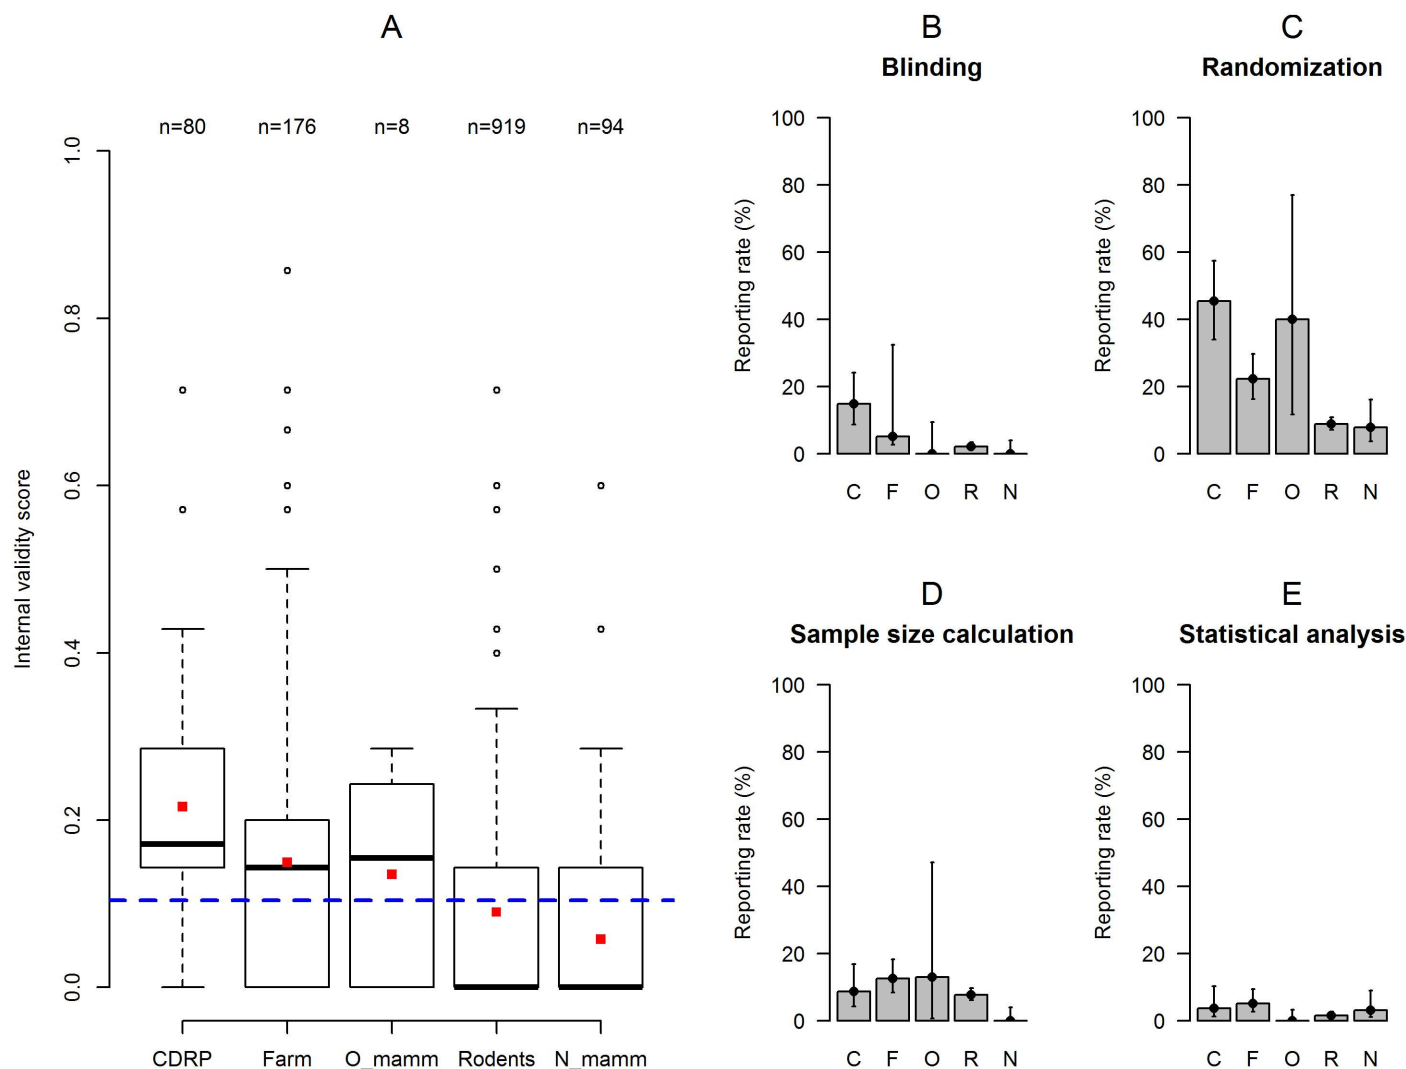 A
n=80 n=176 n=8 n=919 n=94
Internal validity score
1.0
0.8
0.6
0.4
0.2
0.0
CDRP Farm O_mamm Rodents N_mamm
B
Blinding
Reporting rate (%)
100
80
60
40
20
0
C F O R N
C
Randomization
Reporting rate (%)
100
80
60
40
20
0
C F O R N
D
Sample size calculation
Reporting rate (%)
100
80
60
40
20
0
C F O R N
E
Statistical analysis
Reporting rate (%)
100
80
60
40
20
0
C F O R N